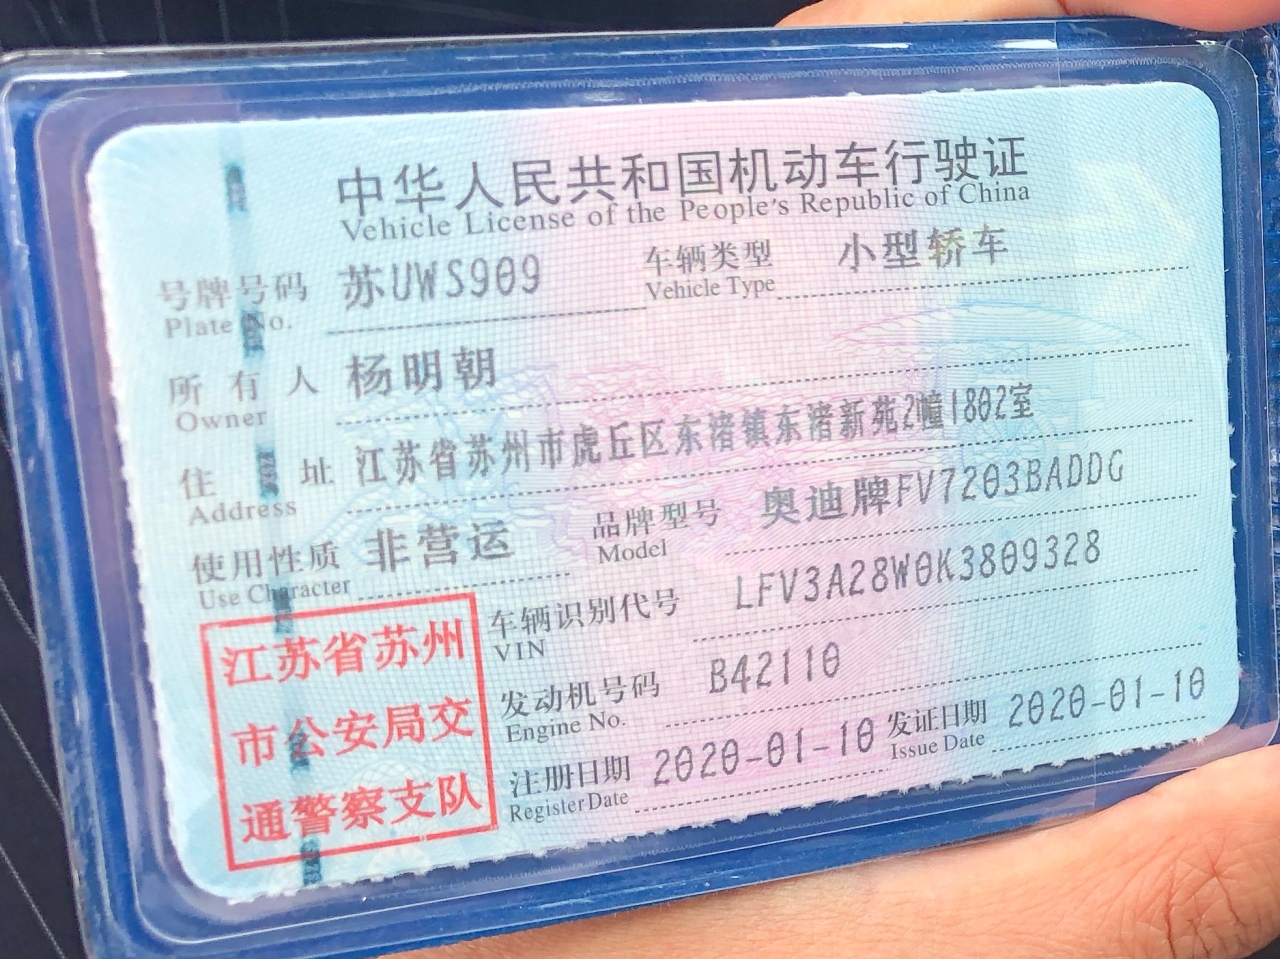 中华人民共和国机动车行驶证
Vehicle License of the People's Republic of China
号牌号码 苏UWS909 车辆类型 小型轿车
Plate No. Vehicle Type
所有人 杨明朝
Owner
住址 江苏省苏州市虎丘区东渚镇东渚新苑2幢1802室
Address
使用性质 非营运 品牌型号 奥迪牌FV7203BADDG
Use Character Model
车辆识别代号 LFV3A28W0K3809328
VIN
发动机号码 B42110
Engine No.
注册日期 2020-01-10 发证日期 2020-01-10
Register Date Issue Date
江苏省苏州
市公安局交
通警察支队